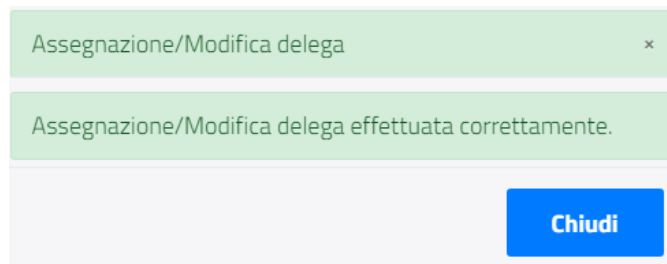 Assegnazione/Modifica delega ×
Assegnazione/Modifica delega effettuata correttamente.
Chiudi